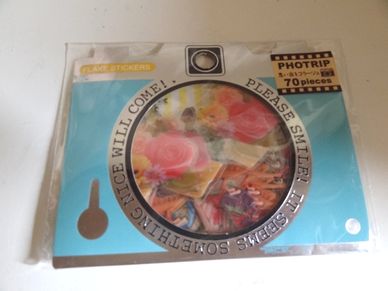 FLAKE STICKERS
PHOTRIP
70 pieces
PLEASE SMILE!! IT SEEMS SOMETHING NICE WILL COME!